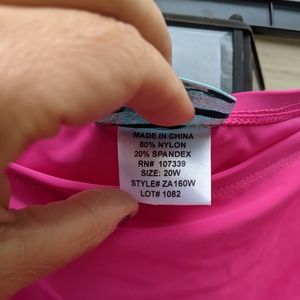 MADE IN CHINA
80% NYLON
20% SPANDEX
RN# 107339
SIZE: 20W
STYLE# ZA160W
LOT# 1082